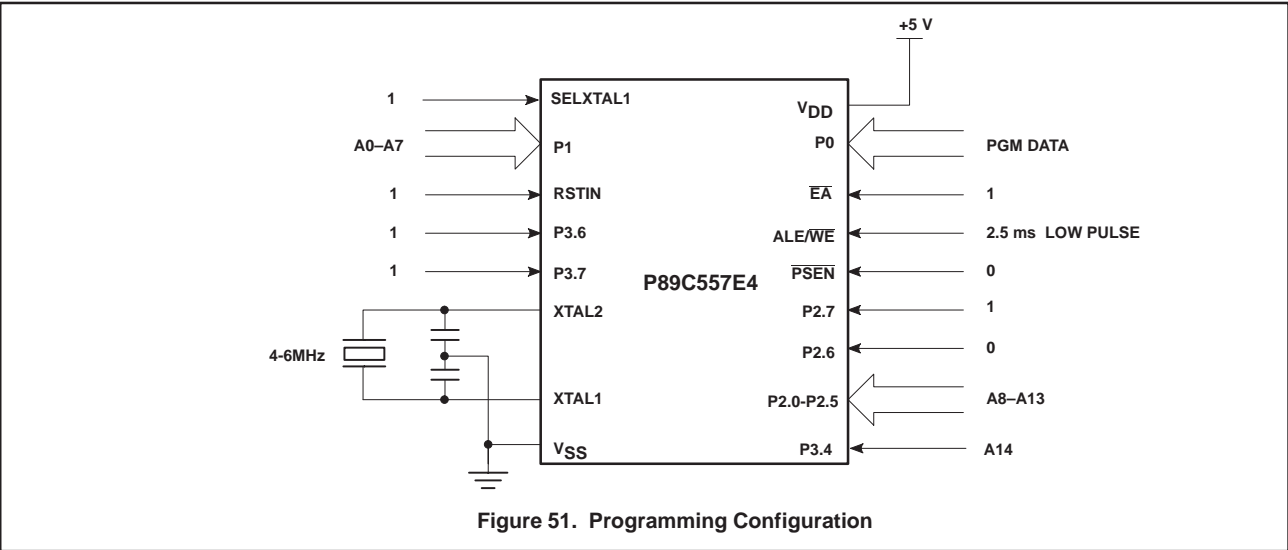 +5 V
1 SELXTAL1 VDD
A0–A7 P1 P0 PGM DATA
1 RSTIN EA 1
1 P3.6 ALE/WE 2.5 ms LOW PULSE
1 P3.7 PSEN 0
P89C557E4
XTAL2 P2.7 1
4-6MHz P2.6 0
XTAL1 P2.0-P2.5 A8–A13
VSS P3.4 A14
Figure 51. Programming Configuration